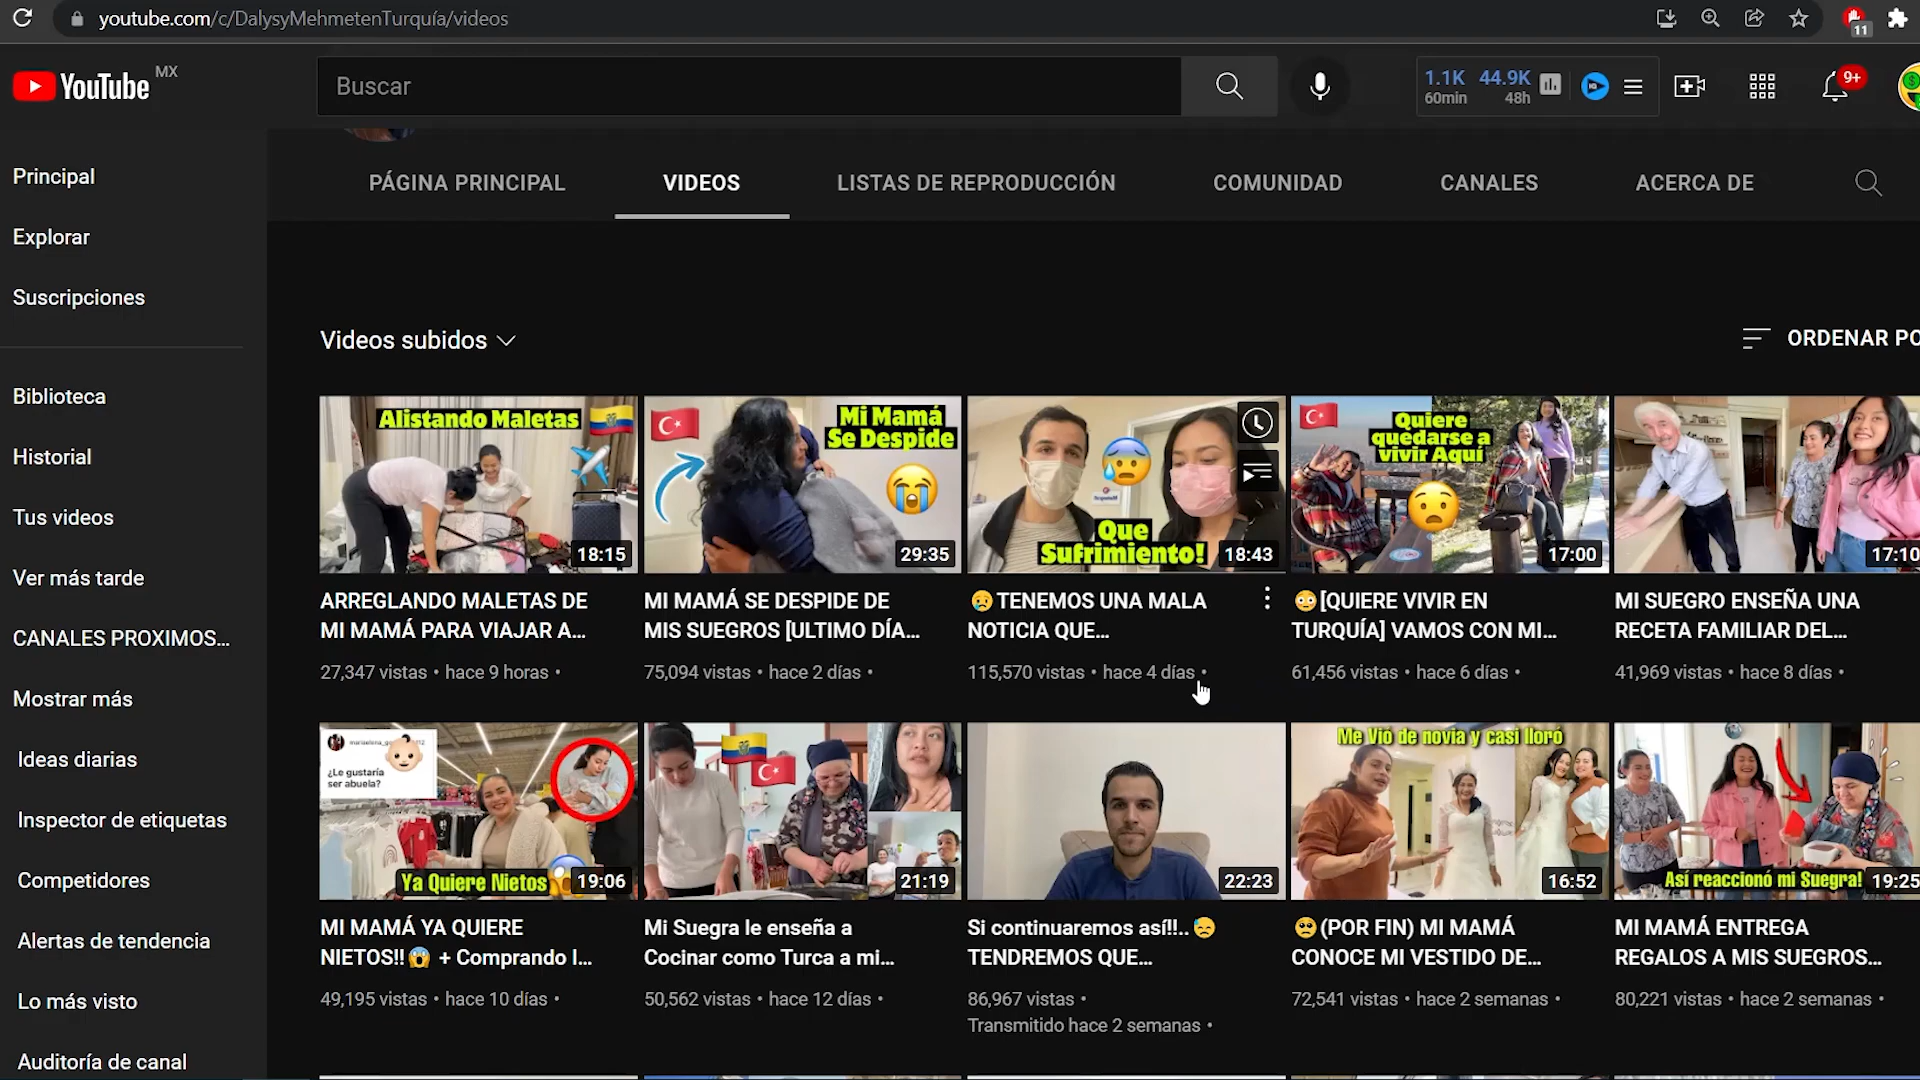 youtube.com/c/DalysyMehmetenTurquía/videos
11
YouTube MX
Buscar
1.1K 44.9K
60min 48h
9+
Principal
Explorar
Suscripciones
Biblioteca
Historial
Tus videos
Ver más tarde
CANALES PROXIMOS...
Mostrar más
Ideas diarias
Inspector de etiquetas
Competidores
Alertas de tendencia
Lo más visto
Auditoría de canal
PÁGINA PRINCIPAL VIDEOS LISTAS DE REPRODUCCIÓN COMUNIDAD CANALES ACERCA DE
Videos subidos
ORDENAR PO
Alistando Maletas
18:15
ARREGLANDO MALETAS DE
MI MAMÁ PARA VIAJAR A...
27,347 vistas • hace 9 horas •
Mi Mamá
Se Despide
29:35
MI MAMÁ SE DESPIDE DE
MIS SUEGROS [ULTIMO DÍA...
75,094 vistas • hace 2 días •
Que
Sufrimiento!
18:43
😥TENEMOS UNA MALA
NOTICIA QUE...
115,570 vistas • hace 4 días •
Quiere
quedarse a
vivir Aquí
17:00
😳[QUIERE VIVIR EN
TURQUÍA] VAMOS CON MI...
61,456 vistas • hace 6 días •
17:10
MI SUEGRO ENSEÑA UNA
RECETA FAMILIAR DEL...
41,969 vistas • hace 8 días •
¿Le gustaría
ser abuela?
Ya Quiere Nietos
19:06
MI MAMÁ YA QUIERE
NIETOS!!😱 + Comprando l...
49,195 vistas • hace 10 días •
21:19
Mi Suegra le enseña a
Cocinar como Turca a mi...
50,562 vistas • hace 12 días •
22:23
Si continuaremos así!!.. 😓
TENDREMOS QUE...
86,967 vistas •
Transmitido hace 2 semanas •
Me Vió de novia y casi lloró
16:52
🥺(POR FIN) MI MAMÁ
CONOCE MI VESTIDO DE...
72,541 vistas • hace 2 semanas •
Así reaccionó mi Suegra!
19:25
MI MAMÁ ENTREGA
REGALOS A MIS SUEGROS...
80,221 vistas • hace 2 semanas •